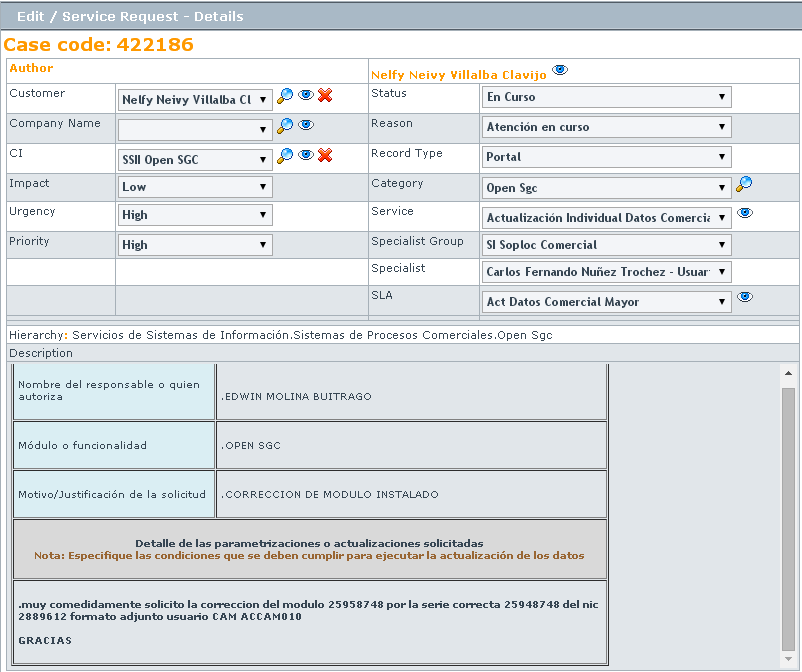 Edit / Service Request - Details
Case code: 422186
Author
Nelfy Neivy Villalba Clavijo
Customer
Nelfy Neivy Villalba Cl
Status
En Curso
Company Name
Reason
Atención en curso
CI
SSII Open SGC
Record Type
Portal
Impact
Low
Category
Open Sgc
Urgency
High
Service
Actualización Individual Datos Comercia
Priority
High
Specialist Group
SI Soploc Comercial
Specialist
Carlos Fernando Nuñez Trochez - Usuar
SLA
Act Datos Comercial Mayor
Hierarchy: Servicios de Sistemas de Información.Sistemas de Procesos Comerciales.Open Sgc
Description
Nombre del responsable o quien
autoriza
.EDWIN MOLINA BUITRAGO
Módulo o funcionalidad
.OPEN SGC
Motivo/Justificación de la solicitud
.CORRECCION DE MODULO INSTALADO
Detalle de las parametrizaciones o actualizaciones solicitadas
Nota: Especifique las condiciones que se deben cumplir para ejecutar la actualización de los datos
.muy comedidamente solicito la correccion del modulo 25958748 por la serie correcta 25948748 del nic
2889612 formato adjunto usuario CAM ACCAM010
GRACIAS